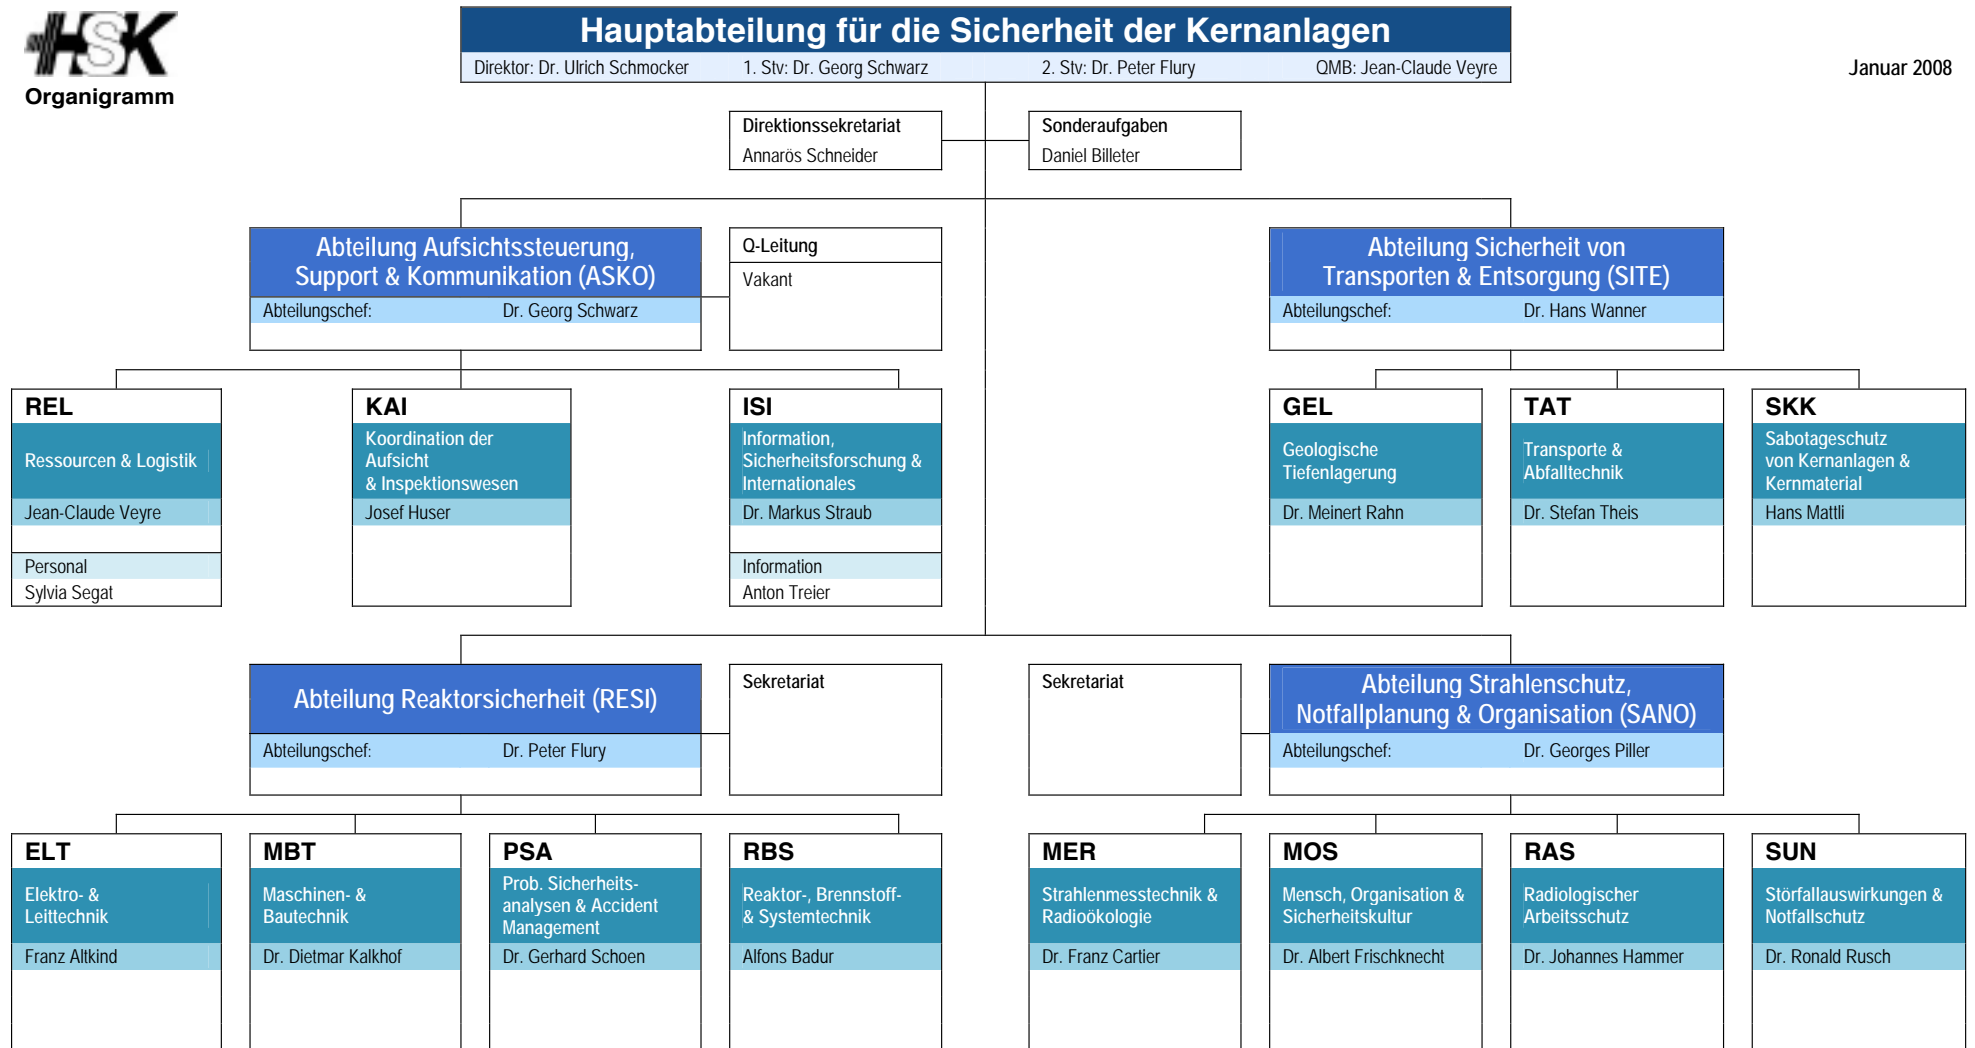 HSK
Organigramm
Hauptabteilung für die Sicherheit der Kernanlagen
Direktor: Dr. Ulrich Schmocker 1. Stv: Dr. Georg Schwarz 2. Stv: Dr. Peter Flury QMB: Jean-Claude Veyre
Januar 2008
Direktionssekretariat
Annarös Schneider
Sonderaufgaben
Daniel Billeter
Abteilung Aufsichtssteuerung,
Support & Kommunikation (ASKO)
Abteilungschef: Dr. Georg Schwarz
Q-Leitung
Vakant
Abteilung Sicherheit von
Transporten & Entsorgung (SITE)
Abteilungschef: Dr. Hans Wanner
REL
Ressourcen & Logistik
Jean-Claude Veyre
Personal
Sylvia Segat
KAI
Koordination der
Aufsicht
& Inspektionswesen
Josef Huser
ISI
Information,
Sicherheitsforschung &
Internationales
Dr. Markus Straub
Information
Anton Treier
GEL
Geologische
Tiefenlagerung
Dr. Meinert Rahn
TAT
Transporte &
Abfalltechnik
Dr. Stefan Theis
SKK
Sabotageschutz
von Kernanlagen &
Kernmaterial
Hans Mattli
Abteilung Reaktorsicherheit (RESI)
Abteilungschef: Dr. Peter Flury
Sekretariat
Sekretariat
Abteilung Strahlenschutz,
Notfallplanung & Organisation (SANO)
Abteilungschef: Dr. Georges Piller
ELT
Elektro- &
Leittechnik
Franz Altkind
MBT
Maschinen- &
Bautechnik
Dr. Dietmar Kalkhof
PSA
Prob. Sicherheits-
analysen & Accident
Management
Dr. Gerhard Schoen
RBS
Reaktor-, Brennstoff-
& Systemtechnik
Alfons Badur
MER
Strahlenmesstechnik &
Radioökologie
Dr. Franz Cartier
MOS
Mensch, Organisation &
Sicherheitskultur
Dr. Albert Frischknecht
RAS
Radiologischer
Arbeitsschutz
Dr. Johannes Hammer
SUN
Störfallauswirkungen &
Notfallschutz
Dr. Ronald Rusch